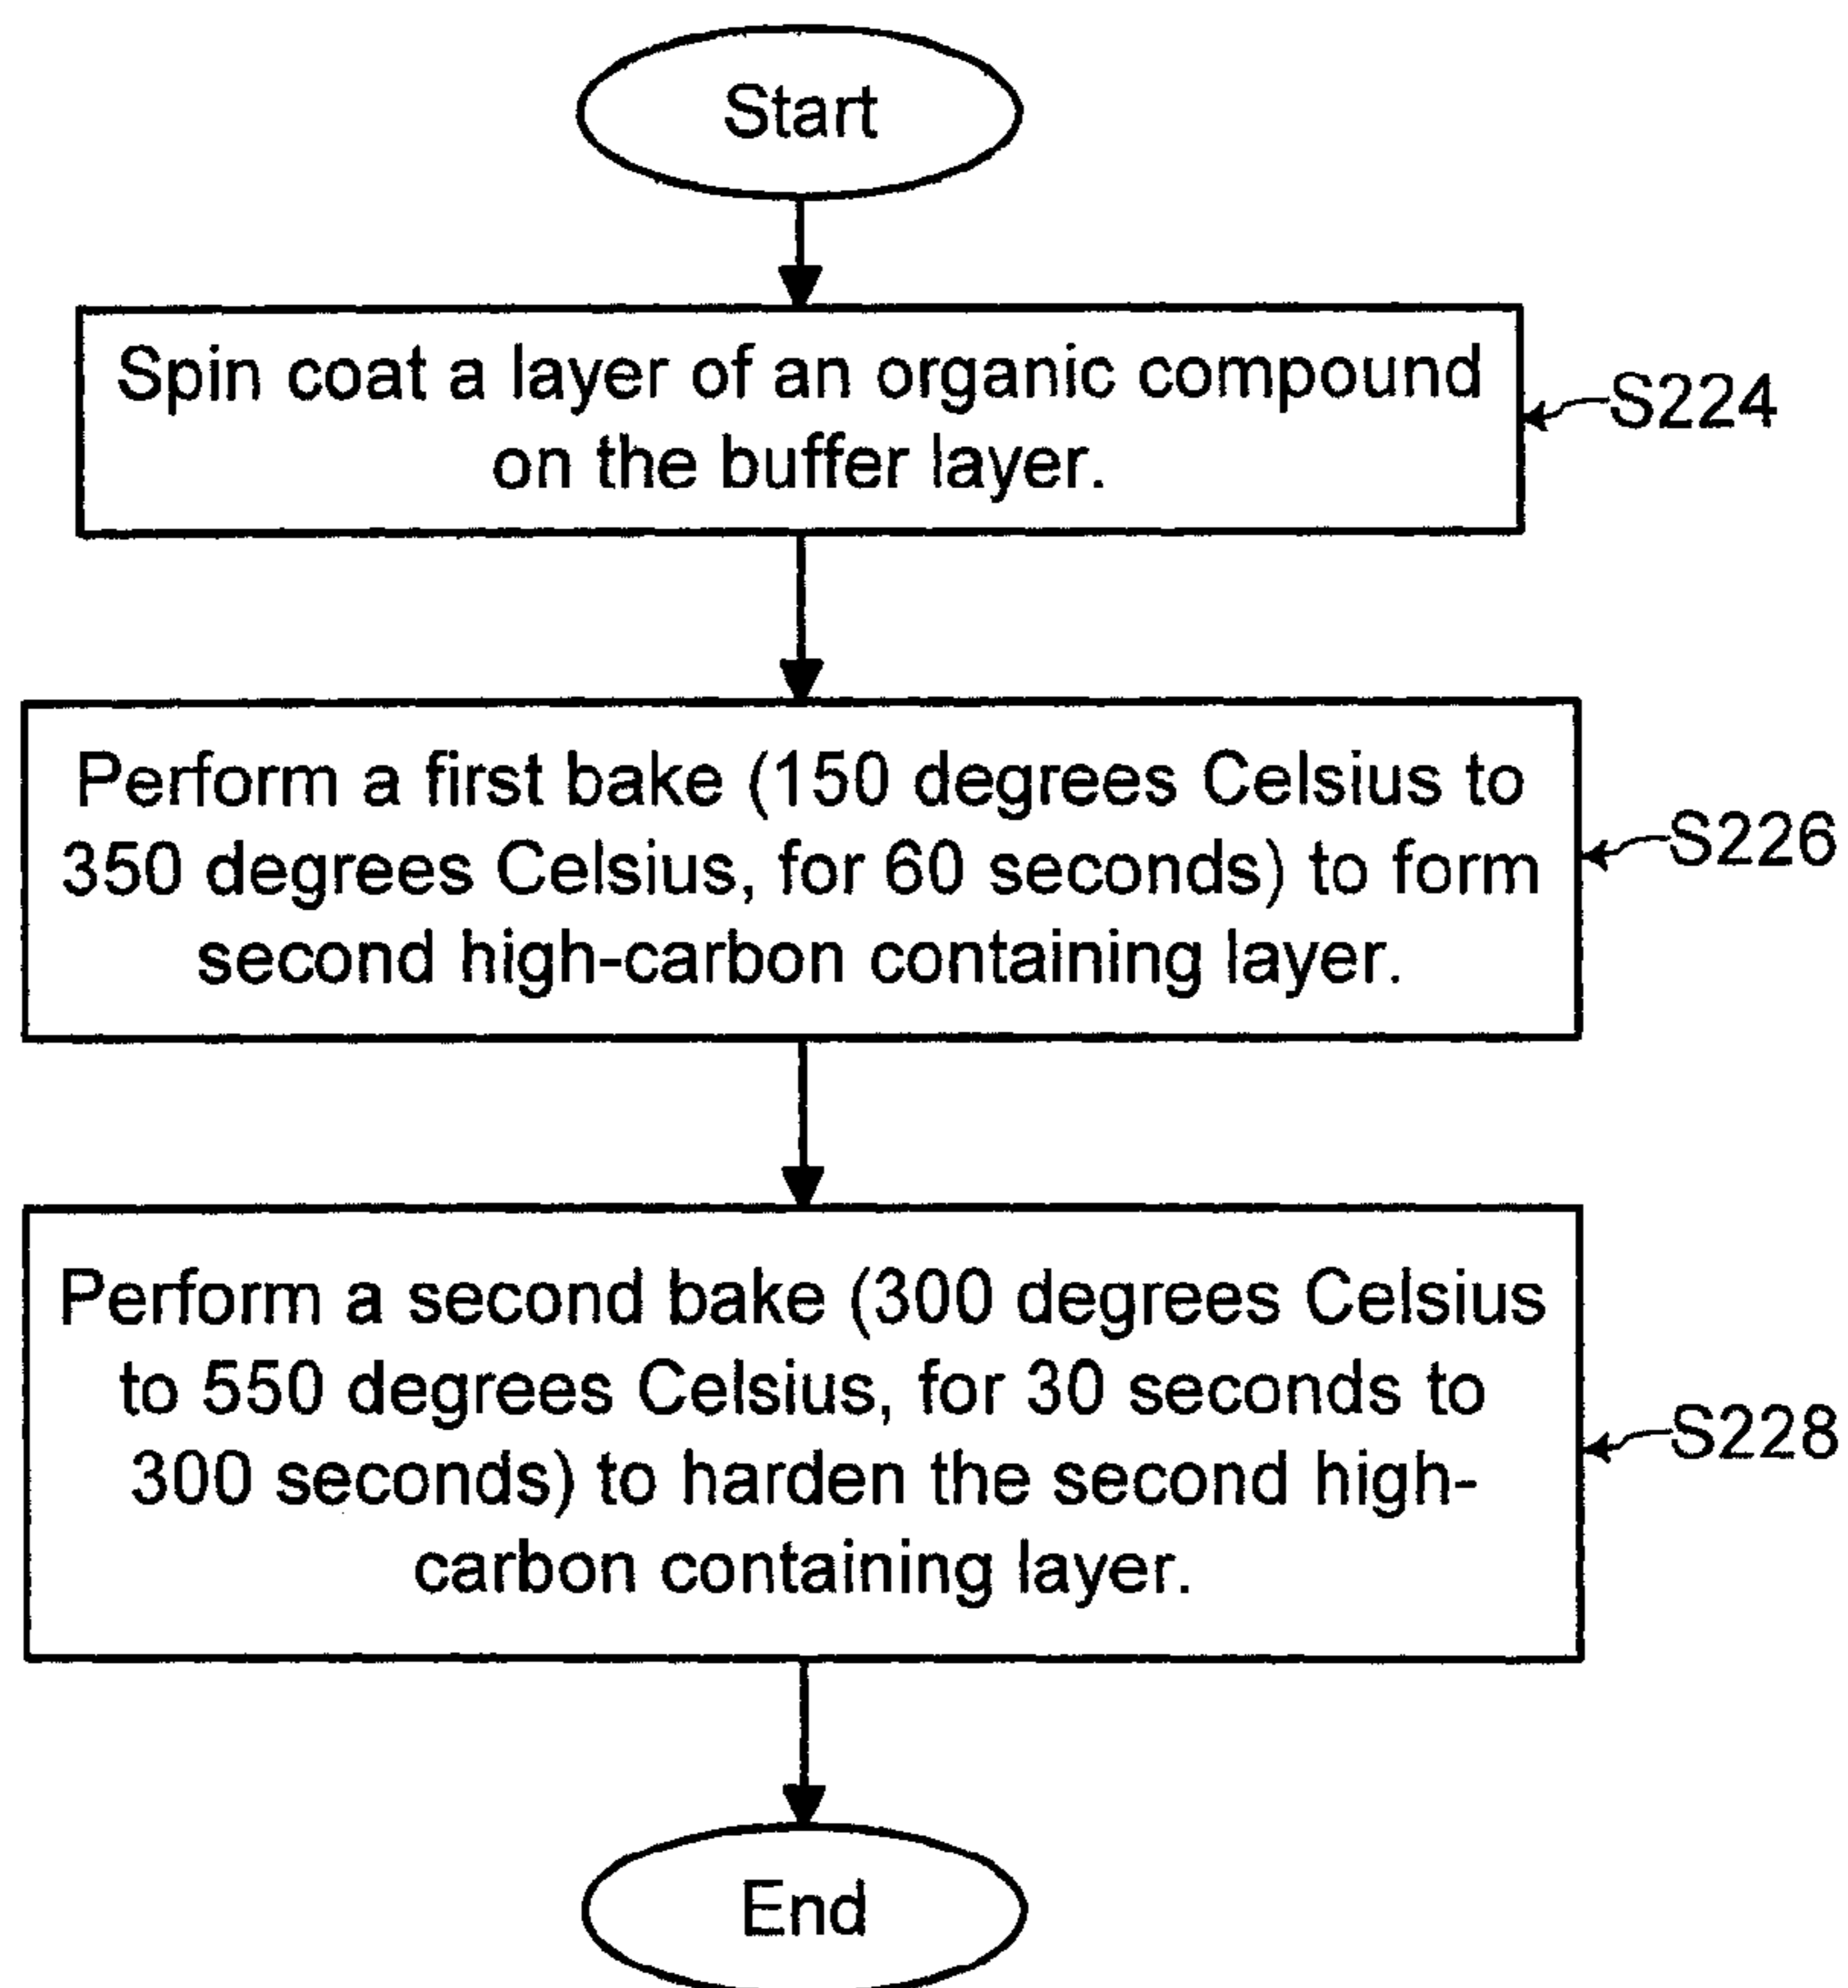 Start
Spin coat a layer of an organic compound
on the buffer layer.
S224
Perform a first bake (150 degrees Celsius to
350 degrees Celsius, for 60 seconds) to form
second high-carbon containing layer.
S226
Perform a second bake (300 degrees Celsius
to 550 degrees Celsius, for 30 seconds to
300 seconds) to harden the second high-
carbon containing layer.
S228
End